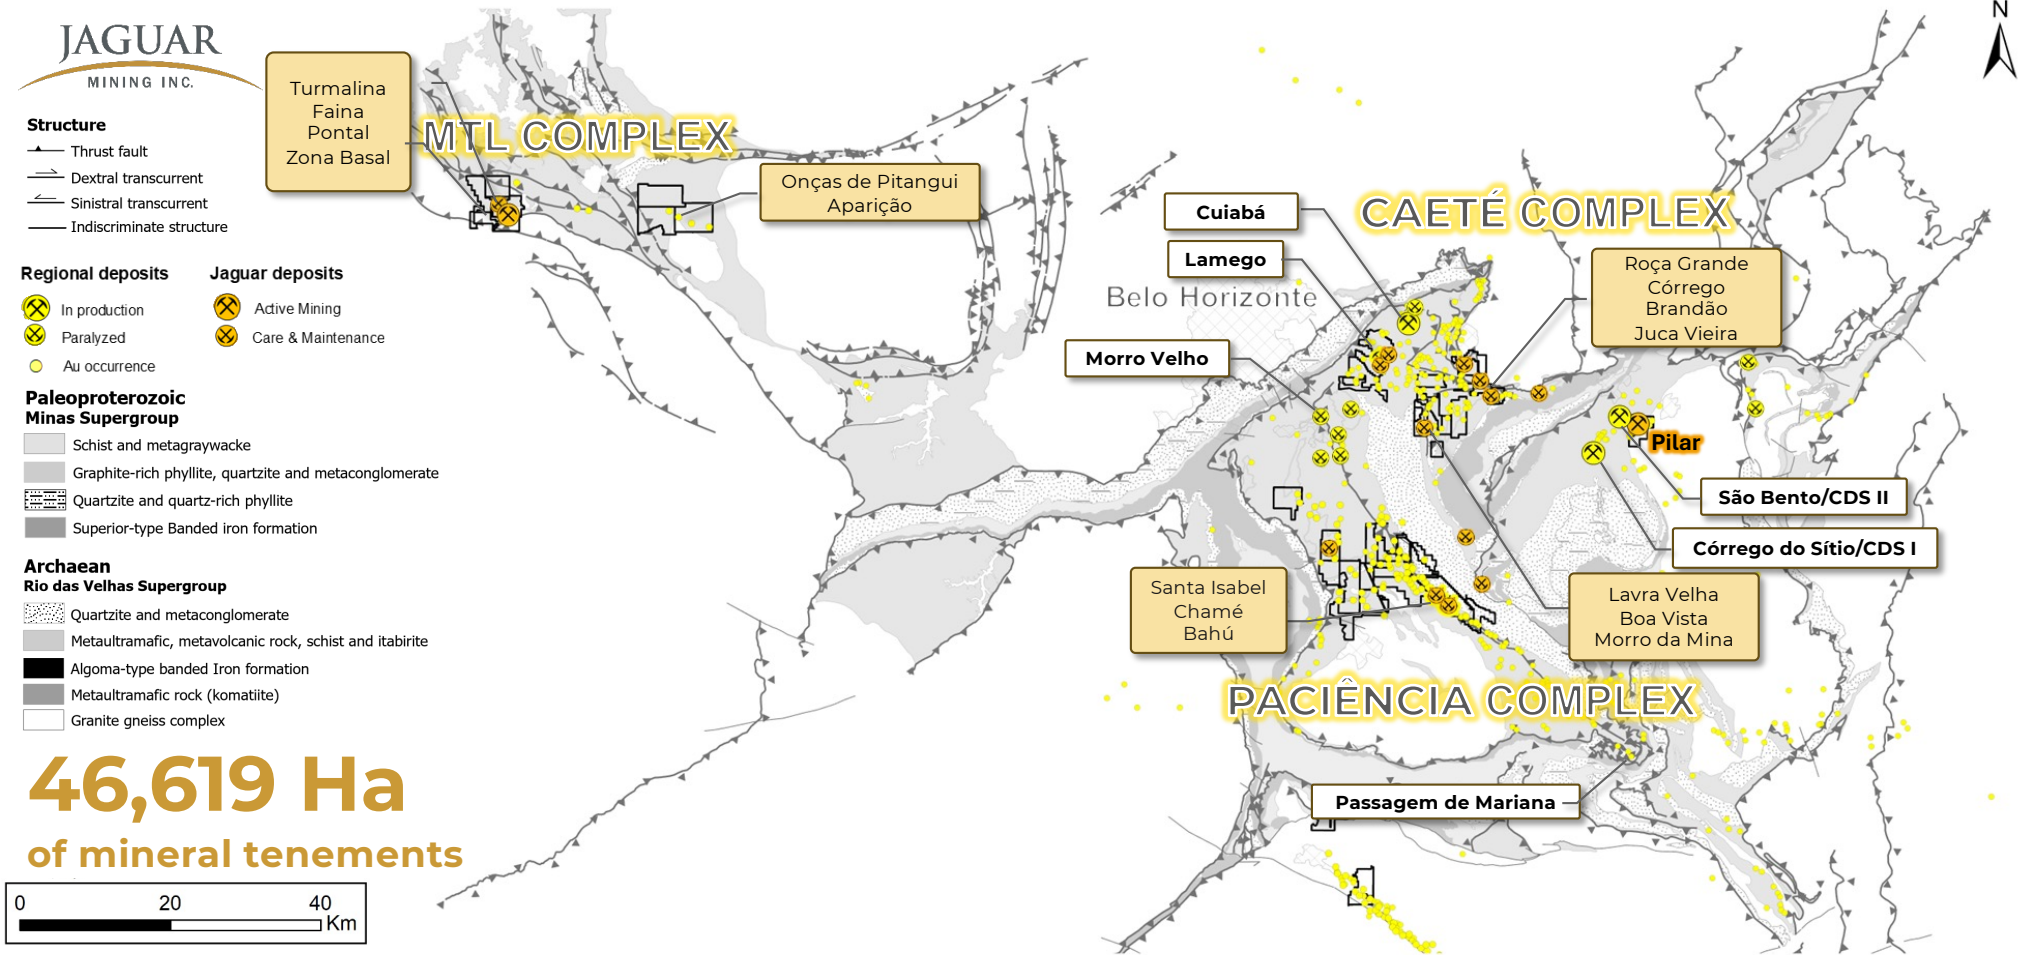 JAGUAR
MINING INC.
Structure
Thrust fault
Dextral transcurrent
Sinistral transcurrent
Indiscriminate structure
Regional deposits
In production
Paralyzed
Au occurrence
Jaguar deposits
Active Mining
Care & Maintenance
Paleoproterozoic
Minas Supergroup
Schist and metagraywacke
Graphite-rich phyllite, quartzite and metaconglomerate
Quartzite and quartz-rich phyllite
Superior-type Banded iron formation
Archaean
Rio das Velhas Supergroup
Quartzite and metaconglomerate
Metaultramafic, metavolcanic rock, schist and itabirite
Algoma-type banded Iron formation
Metaultramafic rock (komatiite)
Granite gneiss complex
46,619 Ha
of mineral tenements
0 20 40
Km
Turmalina
Faina
Pontal
Zona Basal
MTL COMPLEX
Onças de Pitangui
Aparição
N
Cuiabá
CAETÉ COMPLEX
Lamego
Belo Horizonte
Roça Grande
Córrego
Brandão
Juca Vieira
Morro Velho
Pilar
São Bento/CDS II
Córrego do Sítio/CDS I
Santa Isabel
Chamé
Bahú
Lavra Velha
Boa Vista
Morro da Mina
PACIÊNCIA COMPLEX
Passagem de Mariana